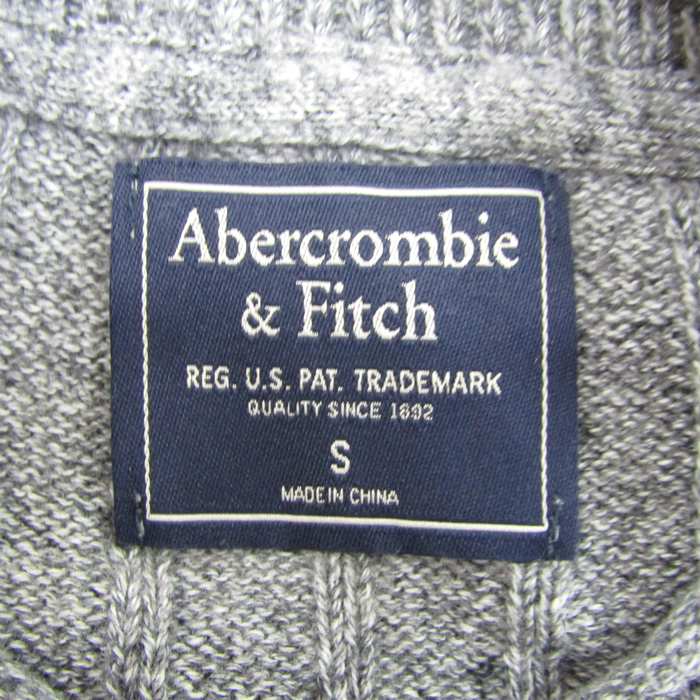 Abercrombie
& Fitch
REG. U.S. PAT. TRADEMARK
QUALITY SINCE 1892
S
MADE IN CHINA